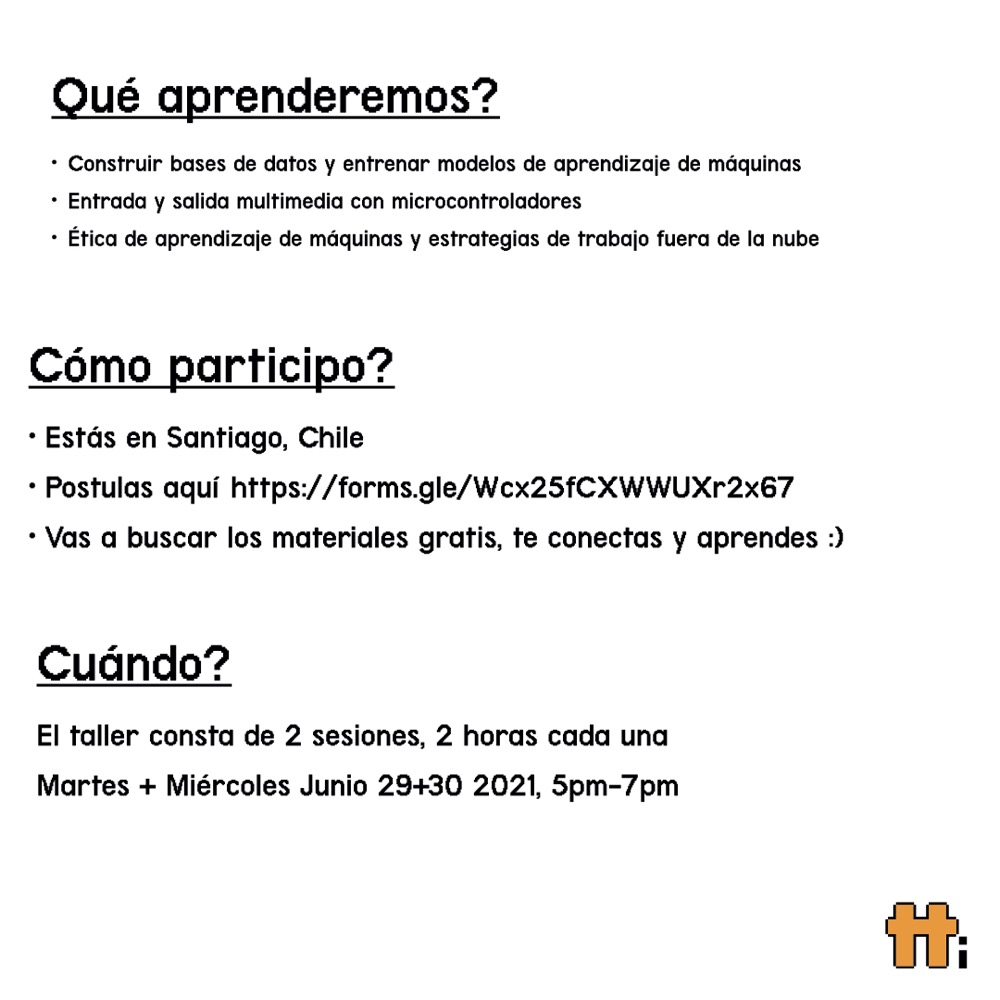 Qué aprenderemos?
• Construir bases de datos y entrenar modelos de aprendizaje de máquinas
• Entrada y salida multimedia con microcontroladores
• Ética de aprendizaje de máquinas y estrategias de trabajo fuera de la nube
Cómo participo?
• Estás en Santiago, Chile
• Postulas aquí https://forms.gle/Wcx25fCXWWUXr2x67
• Vas a buscar los materiales gratis, te conectas y aprendes :)
Cuándo?
El taller consta de 2 sesiones, 2 horas cada una
Martes + Miércoles Junio 29+30 2021, 5pm-7pm
tti